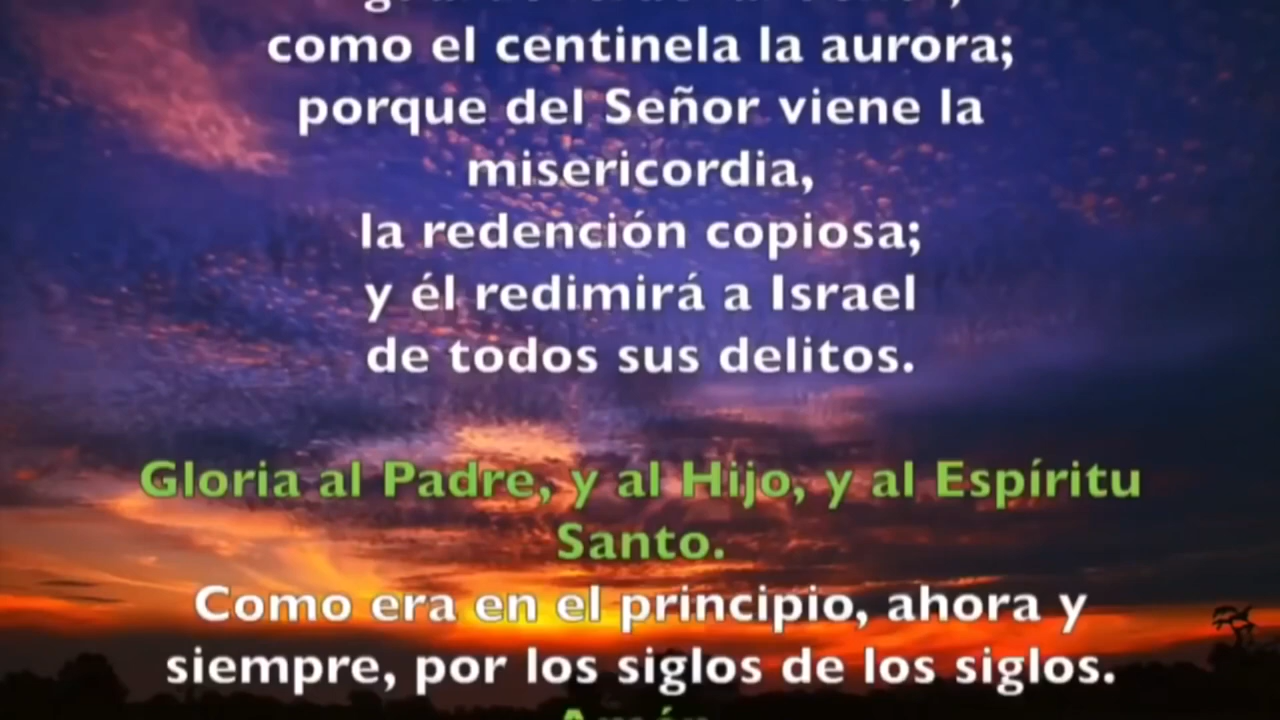 como el centinela la aurora;
porque del Señor viene la
misericordia,
la redención copiosa;
y él redimirá a Israel
de todos sus delitos.
Gloria al Padre, y al Hijo, y al Espíritu
Santo.
Como era en el principio, ahora y
siempre, por los siglos de los siglos.